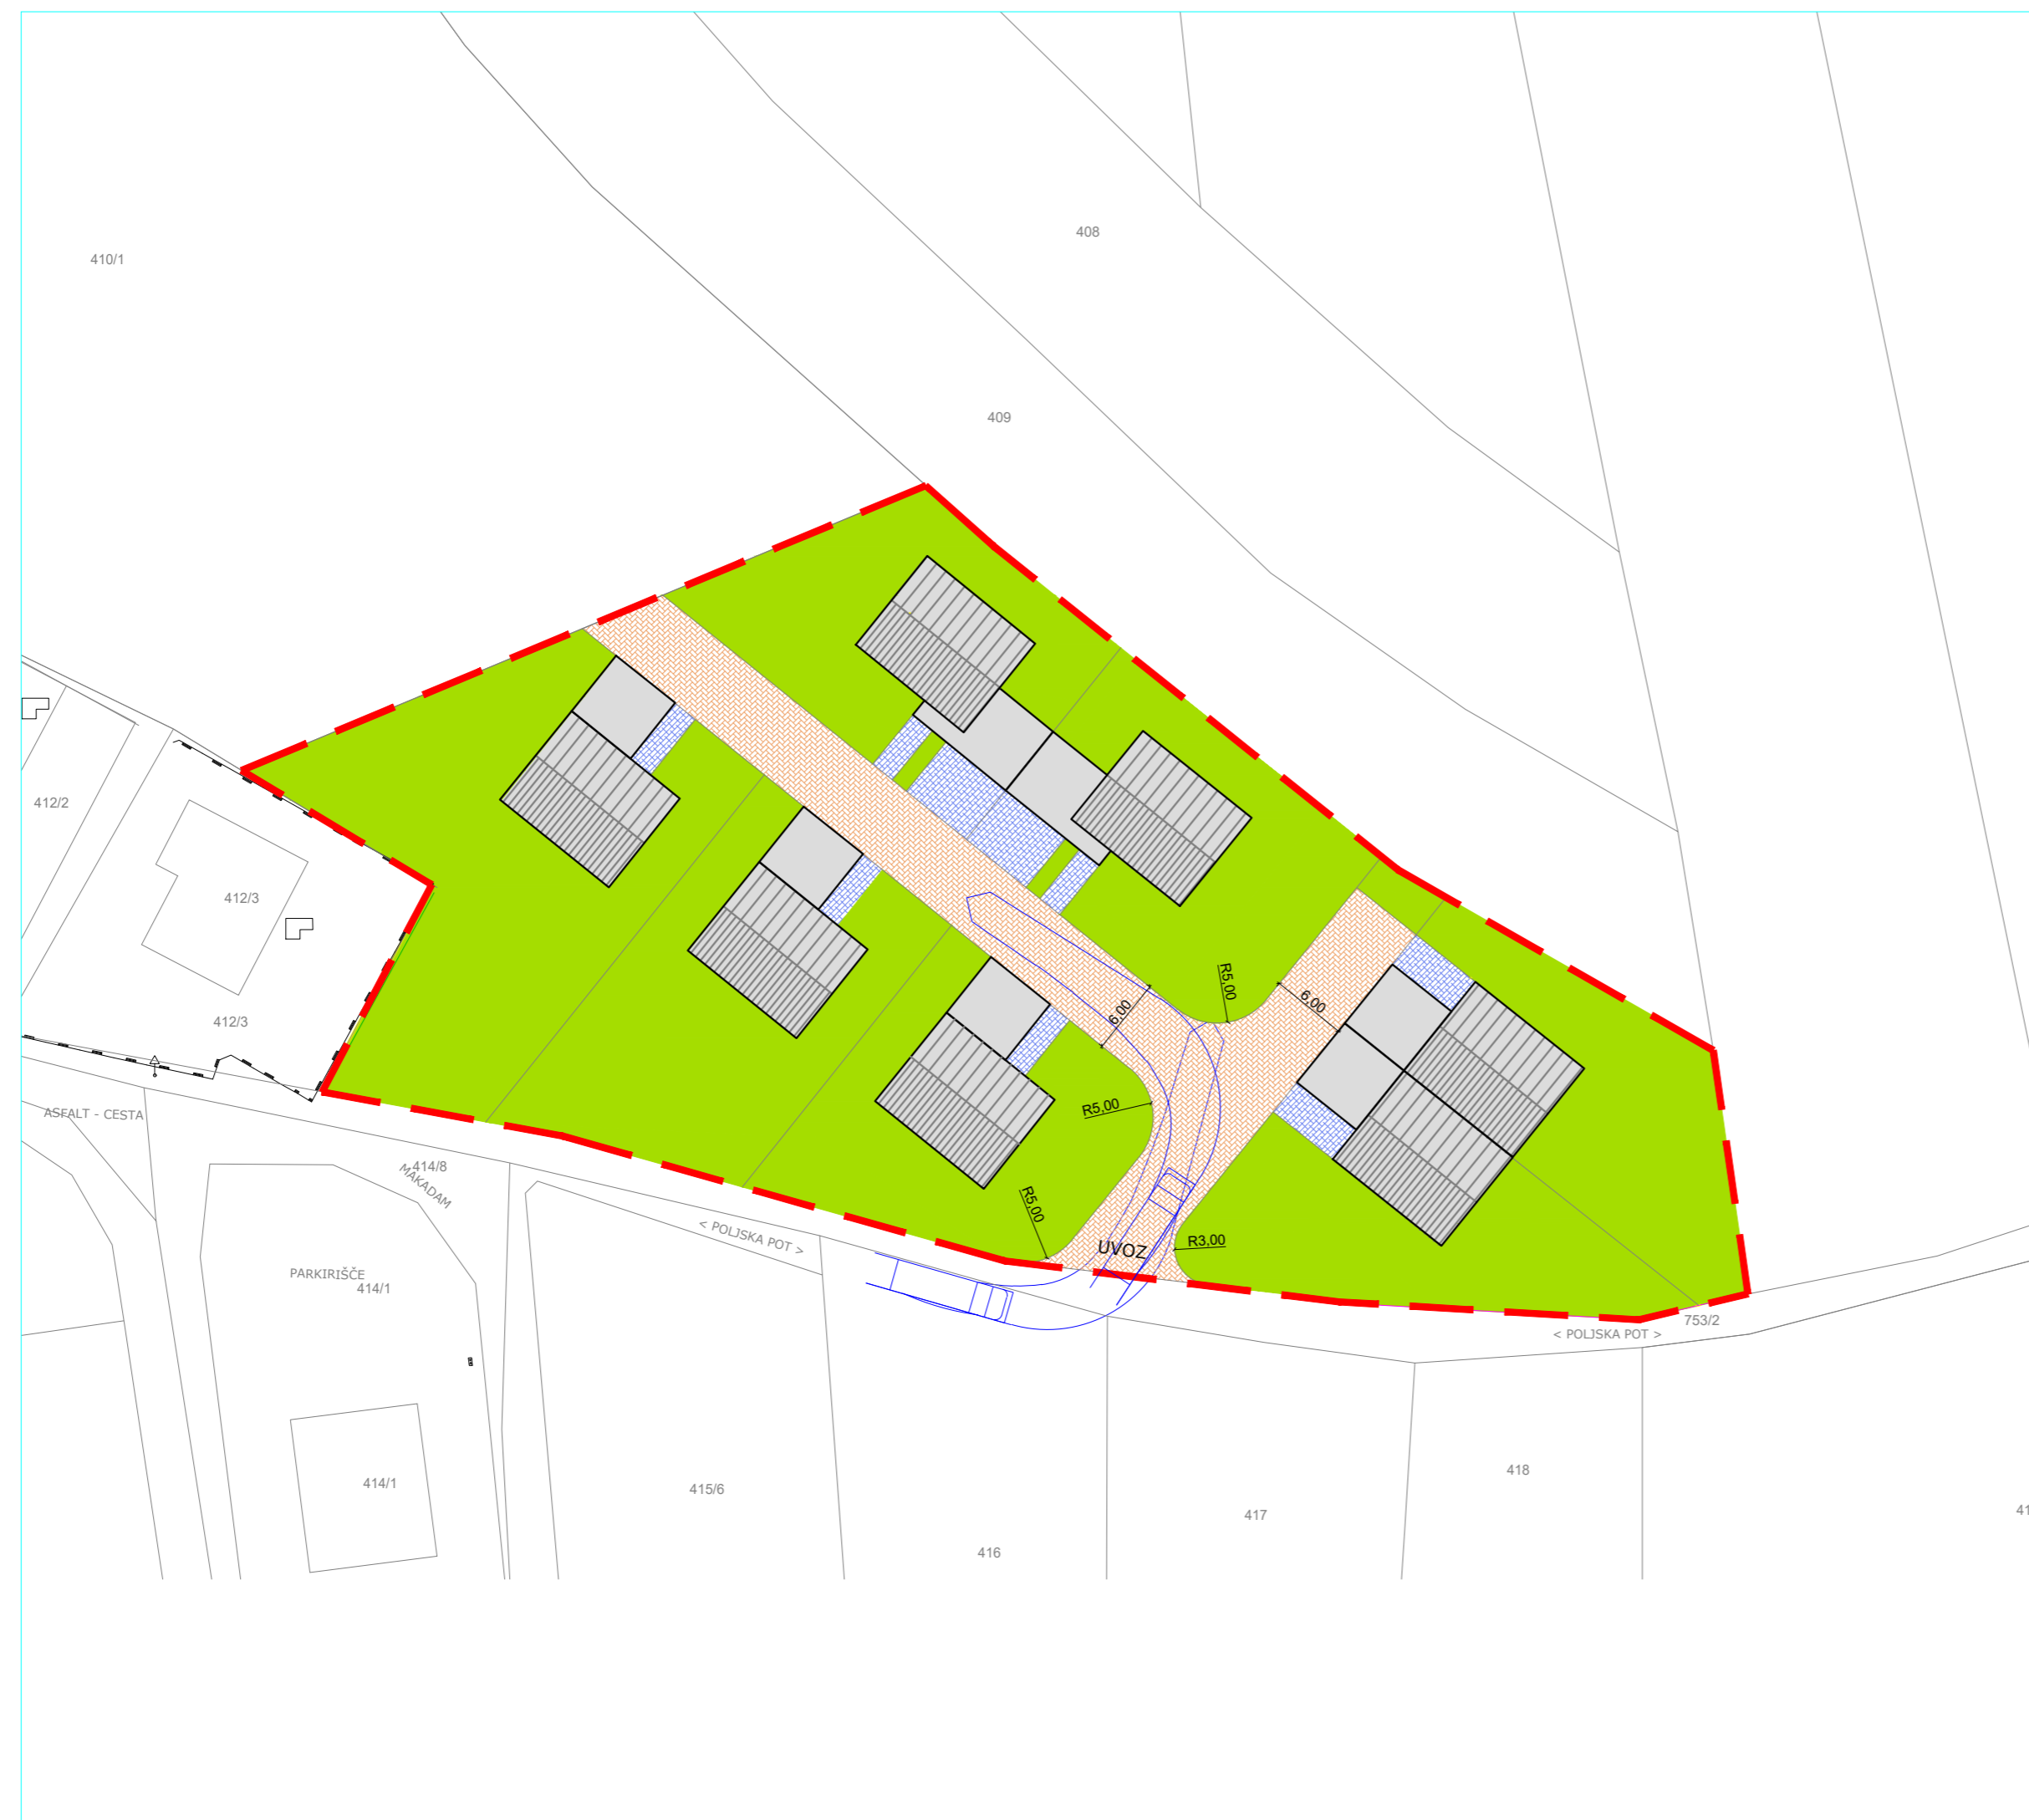 408
410/1
409
412/2
412/3
R5,00
6,00
6,00
412/3
R5,00
ASFALT - CESTA
414/8
MAKADAM
R5,00
< POLJSKA POT >
R3,00
UVOZ
PARKIRIŠČE
414/1
753/2
< POLJSKA POT >
418
414/1
415/6
41
417
416